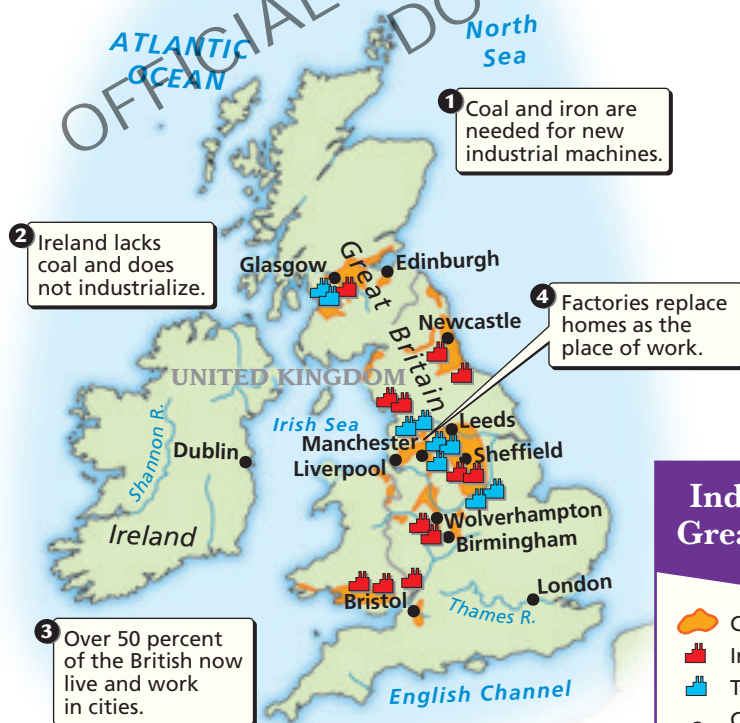 OFFICIAL
DO
ATLANTIC
OCEAN
North
Sea
1
Coal and iron are
needed for new
industrial machines.
2
Ireland lacks
coal and does
not industrialize.
Glasgow
Edinburgh
Great Britain
4
Factories replace
homes as the
place of work.
Newcastle
UNITED KINGDOM
Irish Sea
Leeds
Manchester
Shannon R.
Dublin
Liverpool
Sheffield
Ireland
Wolverhampton
Birmingham
London
Bristol
Thames R.
3
Over 50 percent
of the British now
live and work
in cities.
English Channel
Ind
Grea
C
I
T